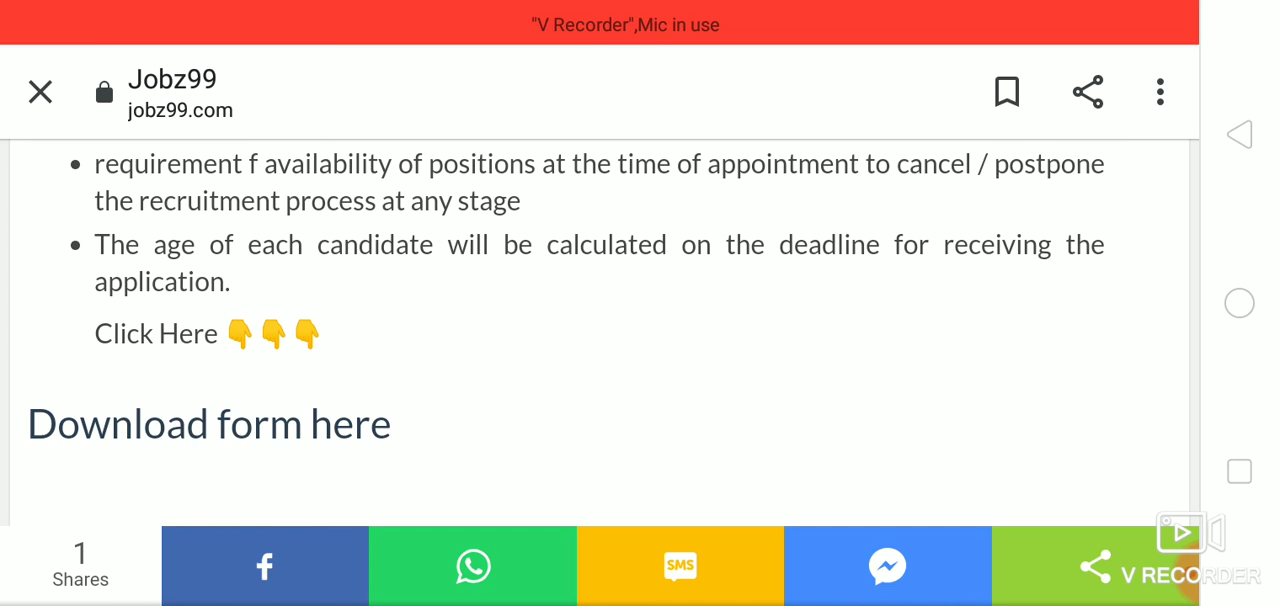 "V Recorder",Mic in use
Jobz99
jobz99.com
requirement f availability of positions at the time of appointment to cancel / postpone
the recruitment process at any stage
The age of each candidate will be calculated on the deadline for receiving the
application.
Click Here 👇👇👇
Download form here
1
Shares
SMS
V RECORDER